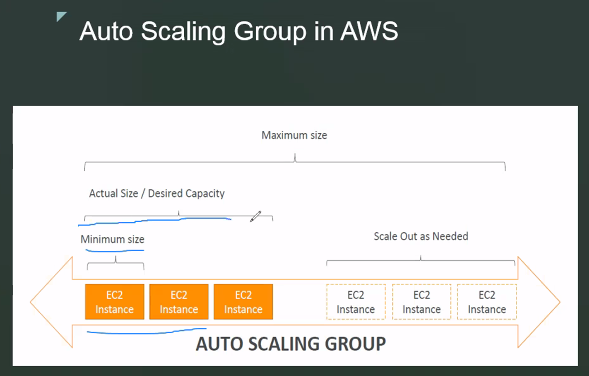 Auto Scaling Group in AWS
Maximum size
Actual Size / Desired Capacity
Minimum size
Scale Out as Needed
EC2
Instance
EC2
Instance
EC2
Instance
EC2
Instance
EC2
Instance
EC2
Instance
AUTO SCALING GROUP